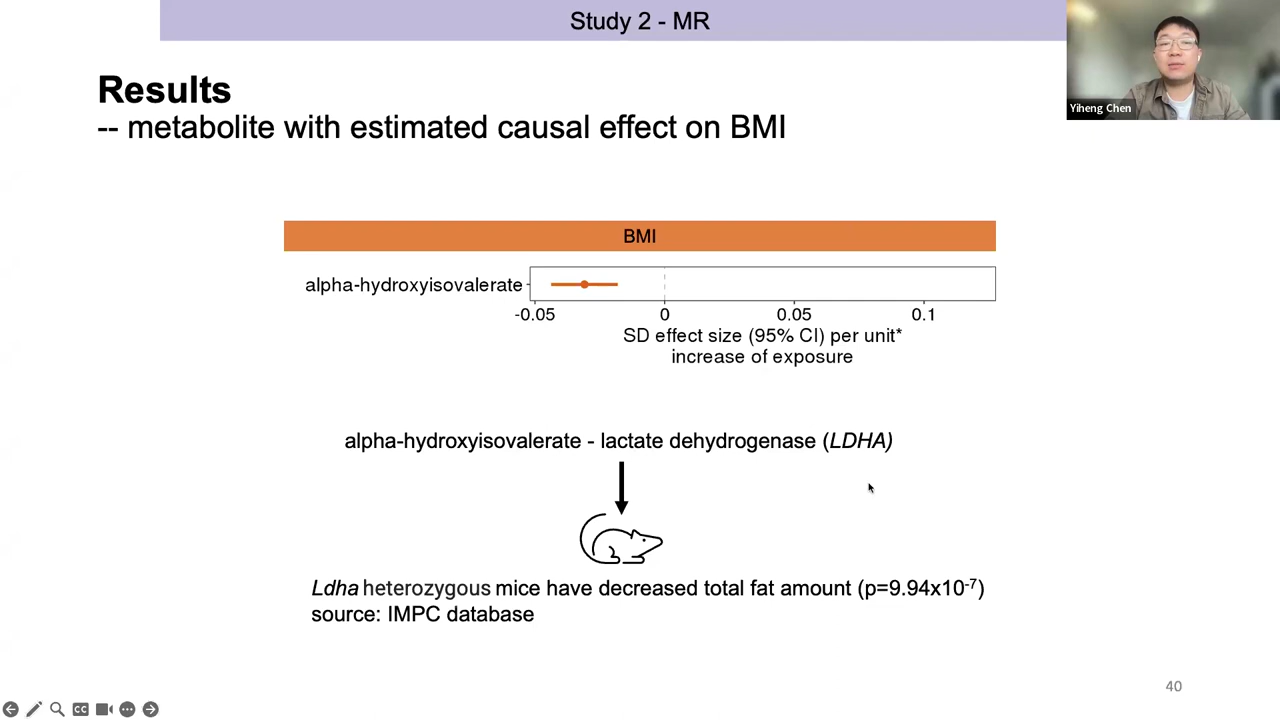 Study 2 - MR
Yiheng Chen
Results
-- metabolite with estimated causal effect on BMI
BMI
alpha-hydroxyisovalerate
-0.05 0 0.05 0.1
SD effect size (95% CI) per unit*
increase of exposure
alpha-hydroxyisovalerate - lactate dehydrogenase (LDHA)
Ldha heterozygous mice have decreased total fat amount (p=9.94x10⁻⁷)
source: IMPC database
40
CC